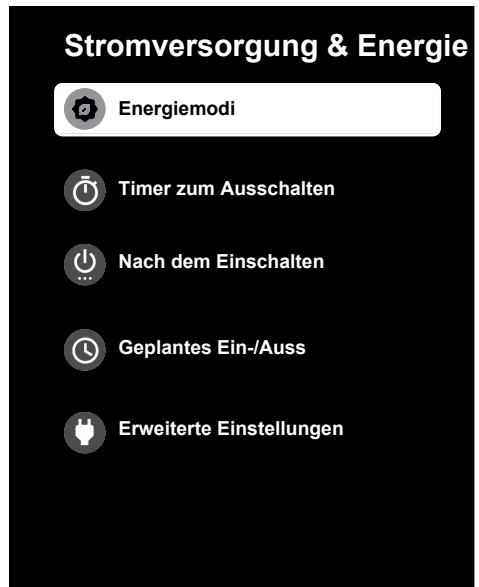 Stromversorgung & Energie
Energiemodi
Timer zum Ausschalten
Nach dem Einschalten
Geplantes Ein-/Auss
Erweiterte Einstellungen